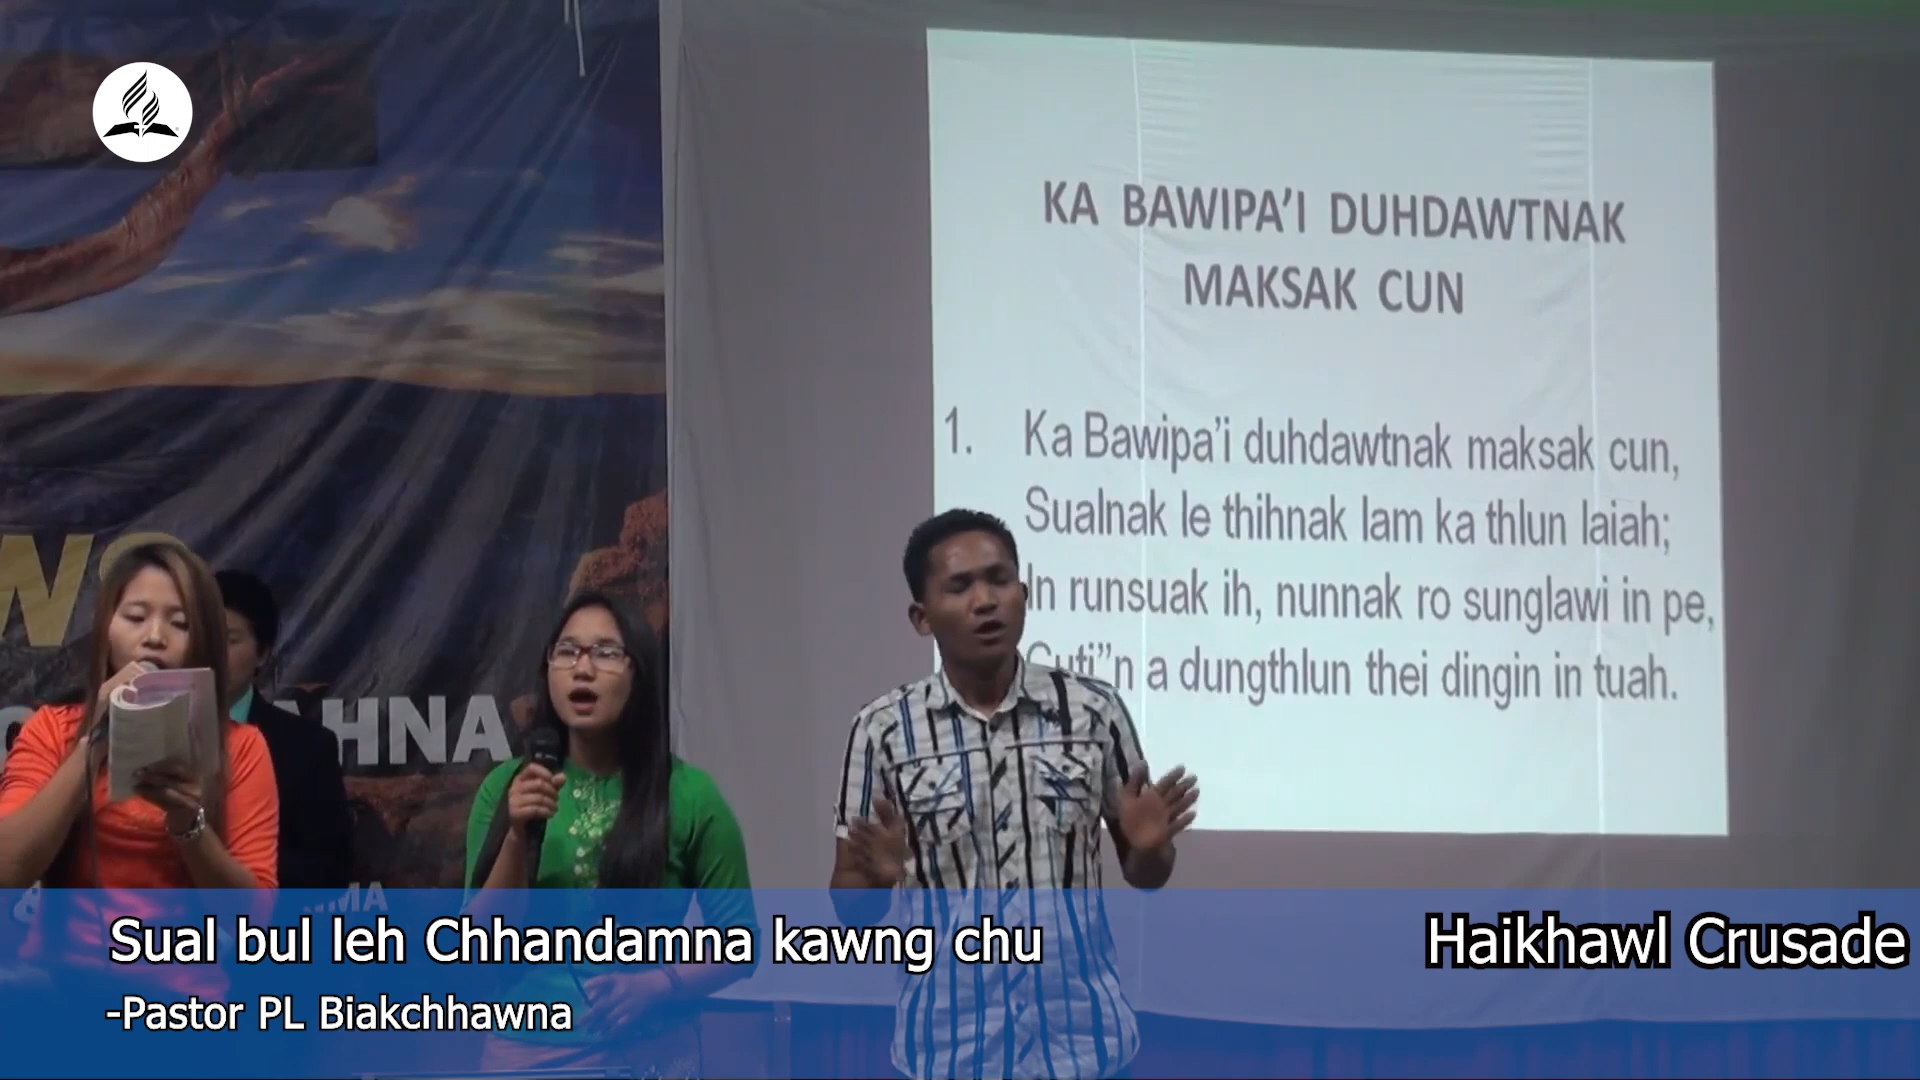 KA BAWIPA'I DUHDAWTNAK
MAKSAK CUN
1. Ka Bawipa'i duhdawtnak maksak cun,
Sualnak le thihnak lam ka thlun laiah;
In runsuak ih, nunnak ro sunglawi in pe,
Cuti"n a dungthlun thei dingin in tuah.
Sual bul leh Chhandamna kawng chu
-Pastor PL Biakchhawna
Haikhawl Crusade